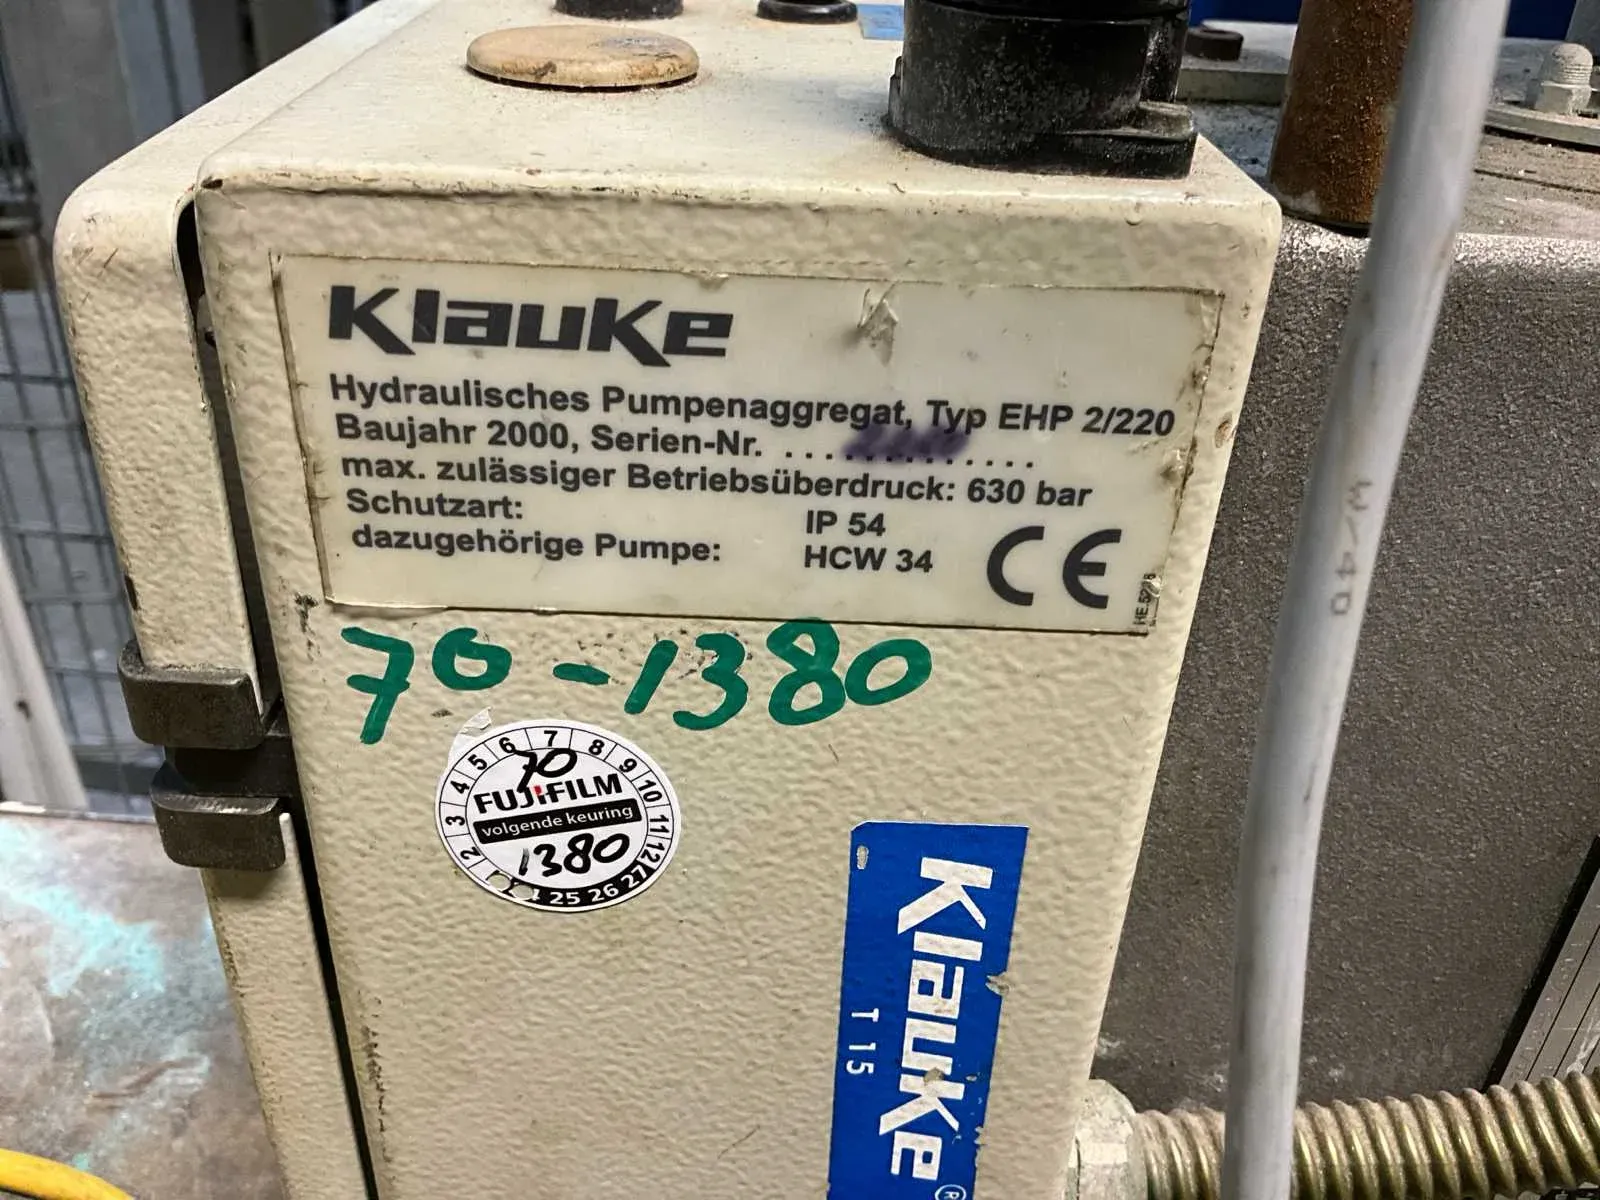 Klauke
Hydraulisches Pumpenaggregat, Typ EHP 2/220
Baujahr 2000, Serien-Nr. . . . . . . . . . . . . .
max. zulässiger Betriebsüberdruck: 630 bar
Schutzart: IP 54
dazugehörige Pumpe: HCW 34
CE
70-1380
2 3 4 5 6 7 8 9 10 11 12
70
FUJIFILM
volgende keuring
1380
25 26 27
Klauke ®
T 15